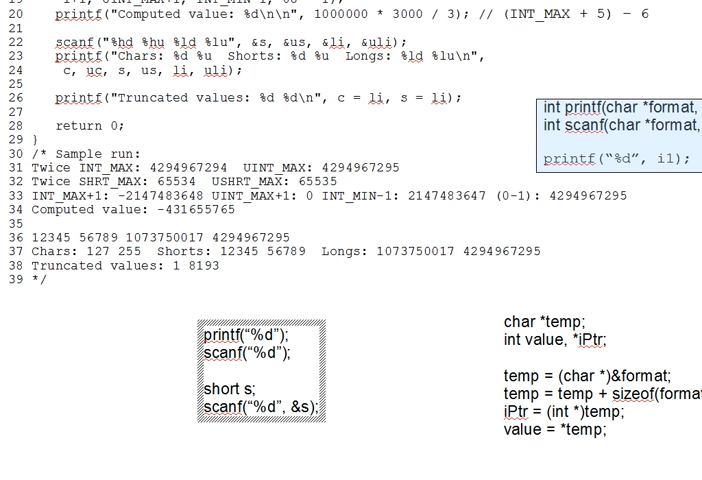 20 printf("Computed value: %d\n\n", 1000000 * 3000 / 3); // (INT_MAX + 5) - 6
21
22 scanf("%hd %hu %ld %lu", &s, &us, &li, &uli);
23 printf("Chars: %d %u Shorts: %d %u Longs: %ld %lu\n",
24 c, uc, s, us, li, uli);
25
26 printf("Truncated values: %d %d\n", c = li, s = li);
27
28 return 0;
29 }
30 /* Sample run:
31 Twice INT_MAX: 4294967294 UINT_MAX: 4294967295
32 Twice SHRT_MAX: 65534 USHRT_MAX: 65535
33 INT_MAX+1: -2147483648 UINT_MAX+1: 0 INT_MIN-1: 2147483647 (0-1): 4294967295
34 Computed value: -431655765
35
36 12345 56789 1073750017 4294967295
37 Chars: 127 255 Shorts: 12345 56789 Longs: 1073750017 4294967295
38 Truncated values: 1 8193
39 */
int printf(char *format,
int scanf(char *format,
printf("%d", i1);
printf(“%d”);
scanf(“%d”);
short s;
scanf(“%d”, &s);
char *temp;
int value, *iPtr;
temp = (char *)&format;
temp = temp + sizeof(format
iPtr = (int *)temp;
value = *temp;